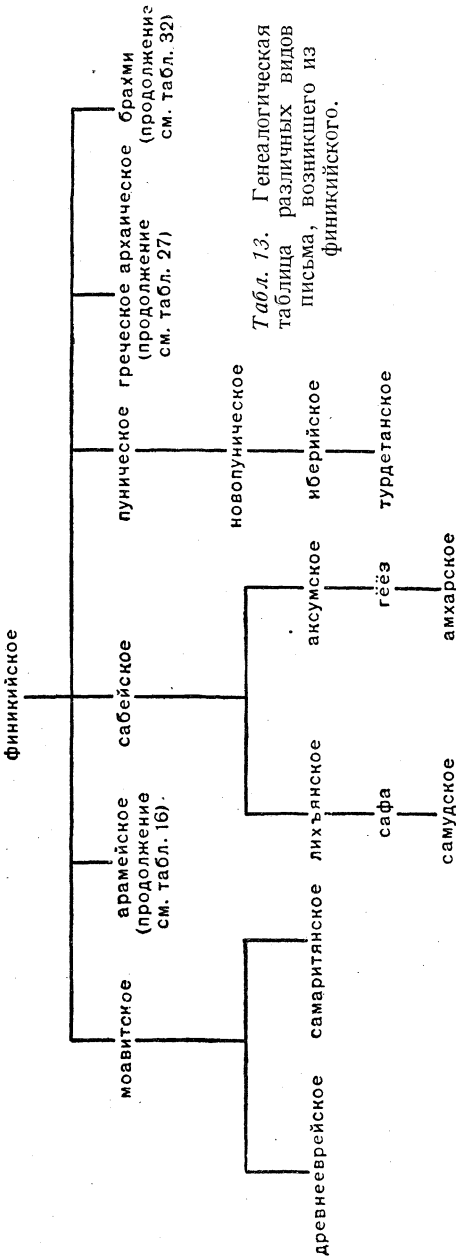 финикийское
моавитское
арамейское
(продолжение
см. табл. 16)
сабейское
пуническое
греческое архаическое
(продолжение
см. табл. 27)
брахми
(продолжение
см. табл. 32)
древнееврейское
самаритянское
лихъянское
сафа
самудское
аксумское
гёёз
амхарское
новопуническое
иберийское
турдетанское
Табл. 13. Генеалогическая
таблица различных видов
письма, возникшего из
финикийского.